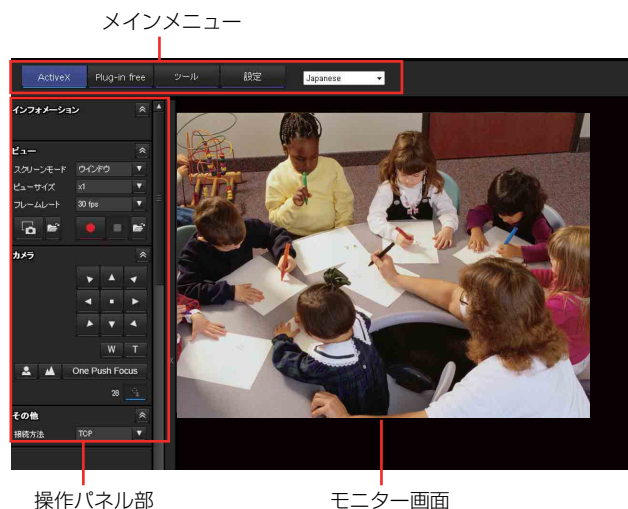 メインメニュー
ActiveX Plug-in free ツール 設定 Japanese
インフォメーション
ビュー
スクリーンモード ウインドウ
ビューサイズ x1
フレームレート 30 fps
カメラ
W T
One Push Focus
28
その他
接続方法 TCP
操作パネル部 モニター画面